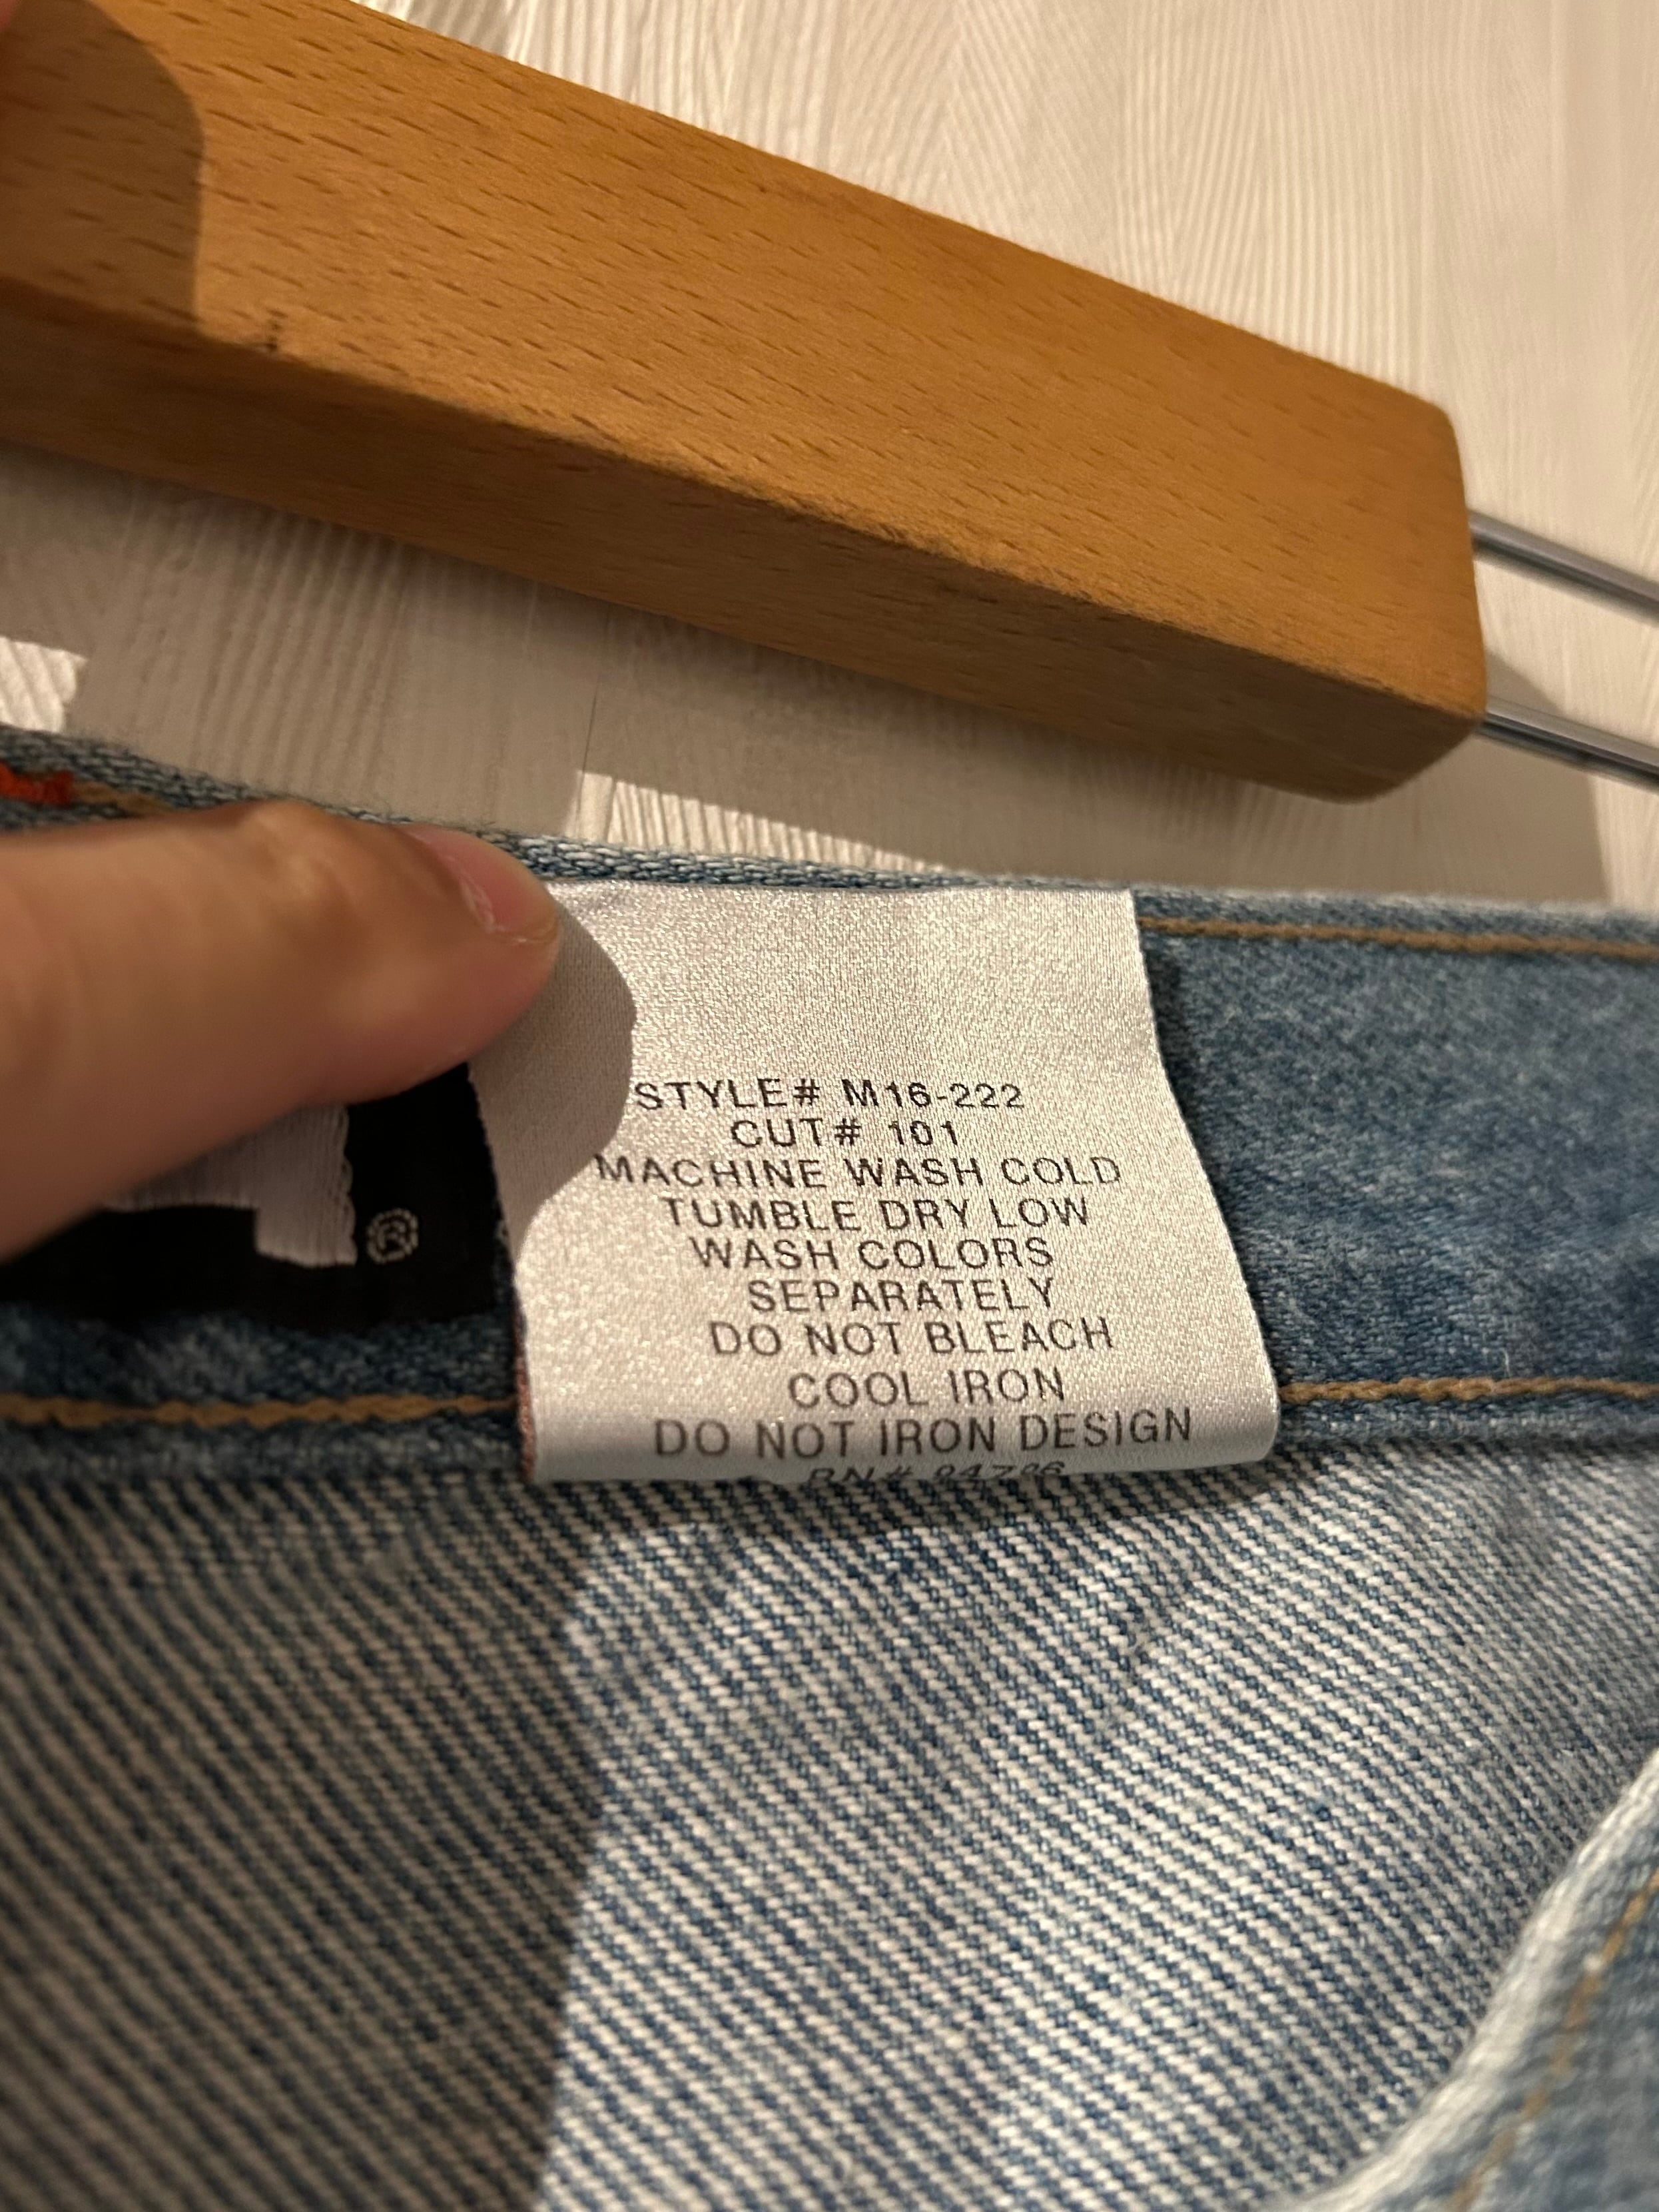 ®
STYLE# M16-222
CUT# 101
MACHINE WASH COLD
TUMBLE DRY LOW
WASH COLORS
SEPARATELY
DO NOT BLEACH
COOL IRON
DO NOT IRON DESIGN
RN#